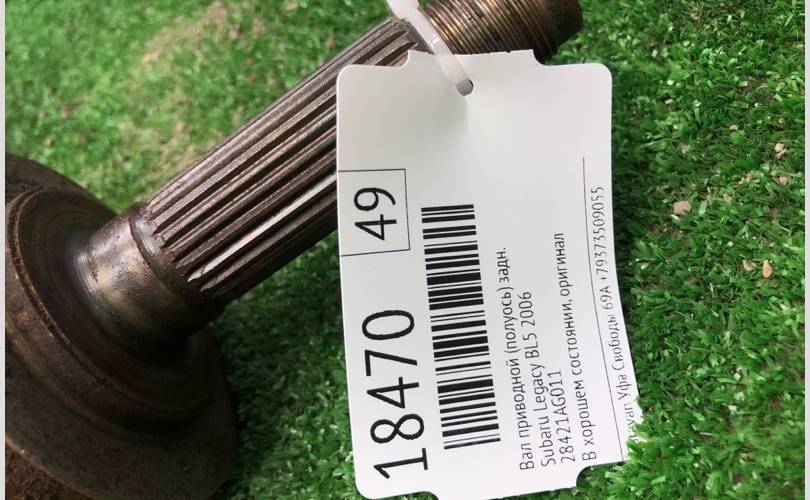 18470 49
Вал приводной (полуось) задн.
Subaru Legacy BL5 2006
28421AG011
В хорошем состоянии, оригинал
Уфа Свободы 69А +79373509055